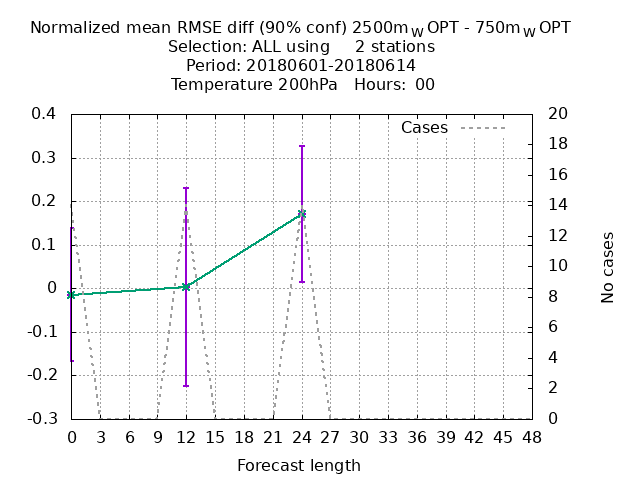 Normalized mean RMSE diff (90% conf) 2500m_W OPT - 750m_W OPT
Selection: ALL using 2 stations
Period: 20180601-20180614
Temperature 200hPa Hours: 00
Cases
0.4
0.3
0.2
0.1
0
-0.1
-0.2
-0.3
20
18
16
14
12
10
8
6
4
2
0
No cases
0 3 6 9 12 15 18 21 24 27 30 33 36 39 42 45 48
Forecast length